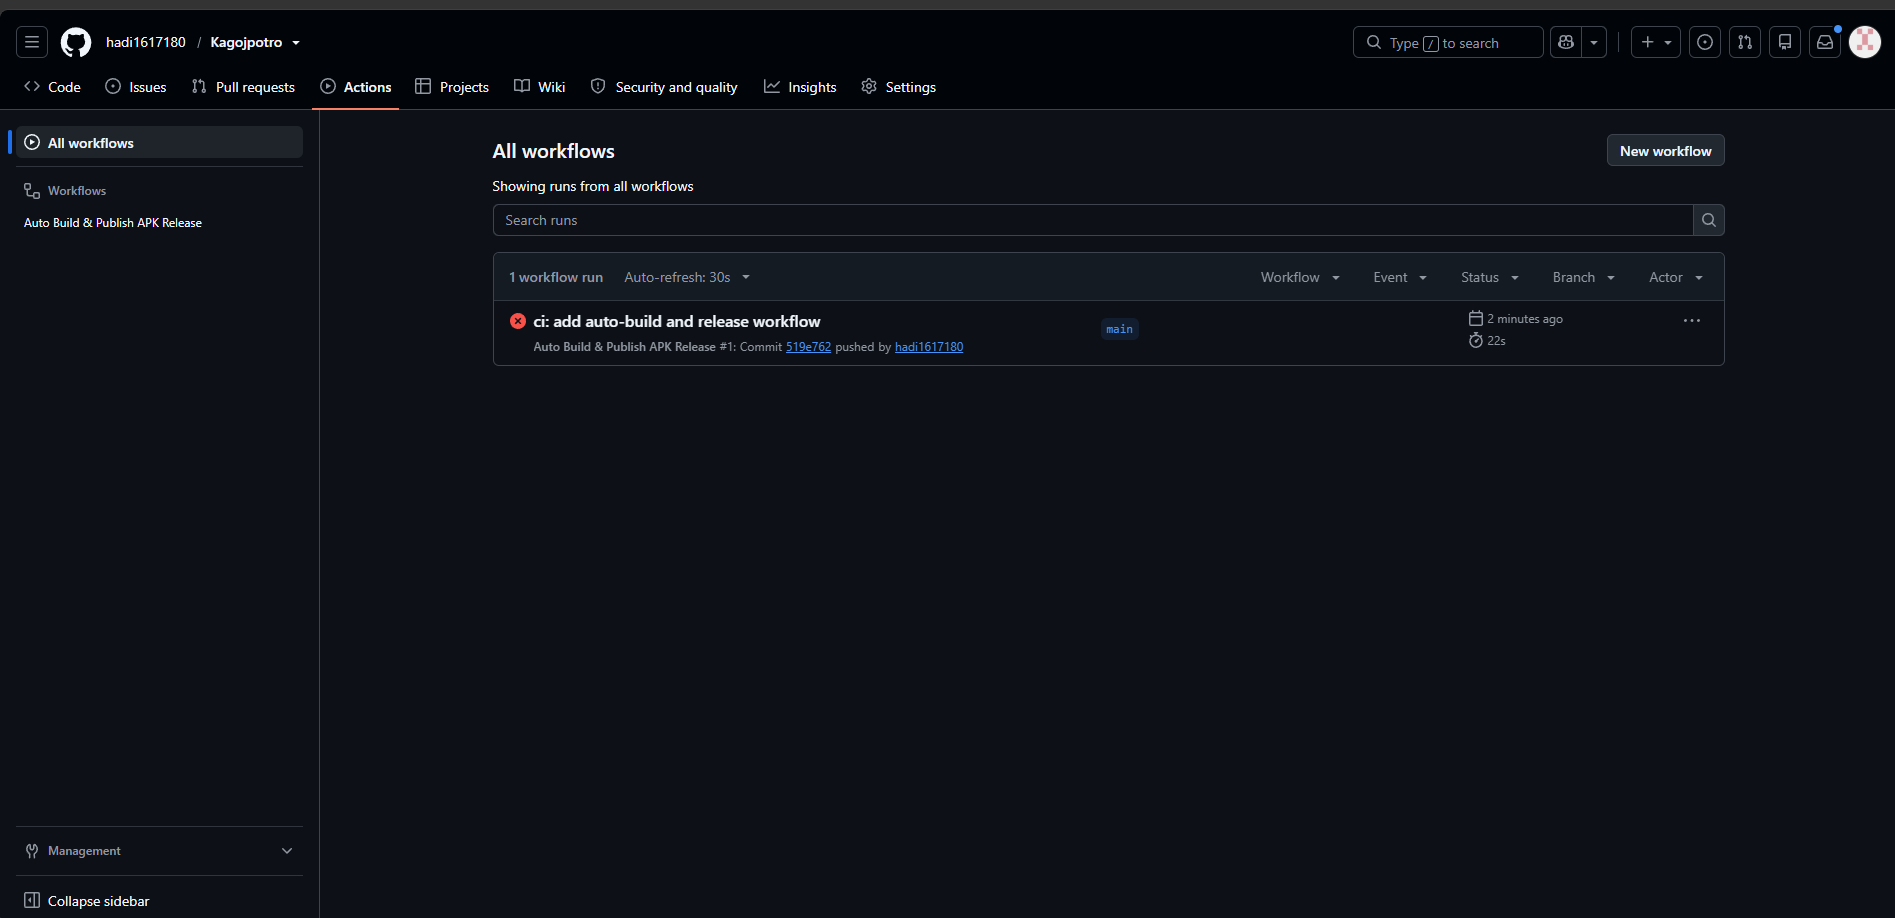 hadi1617180 / Kagojpotro
Type / to search
Code Issues Pull requests Actions Projects Wiki Security and quality Insights Settings
All workflows
Workflows
Auto Build & Publish APK Release
Management
Collapse sidebar
All workflows
New workflow
Showing runs from all workflows
Search runs
1 workflow run Auto-refresh: 30s Workflow Event Status Branch Actor
ci: add auto-build and release workflow
Auto Build & Publish APK Release #1: Commit 519e762 pushed by hadi1617180
main
2 minutes ago
22s